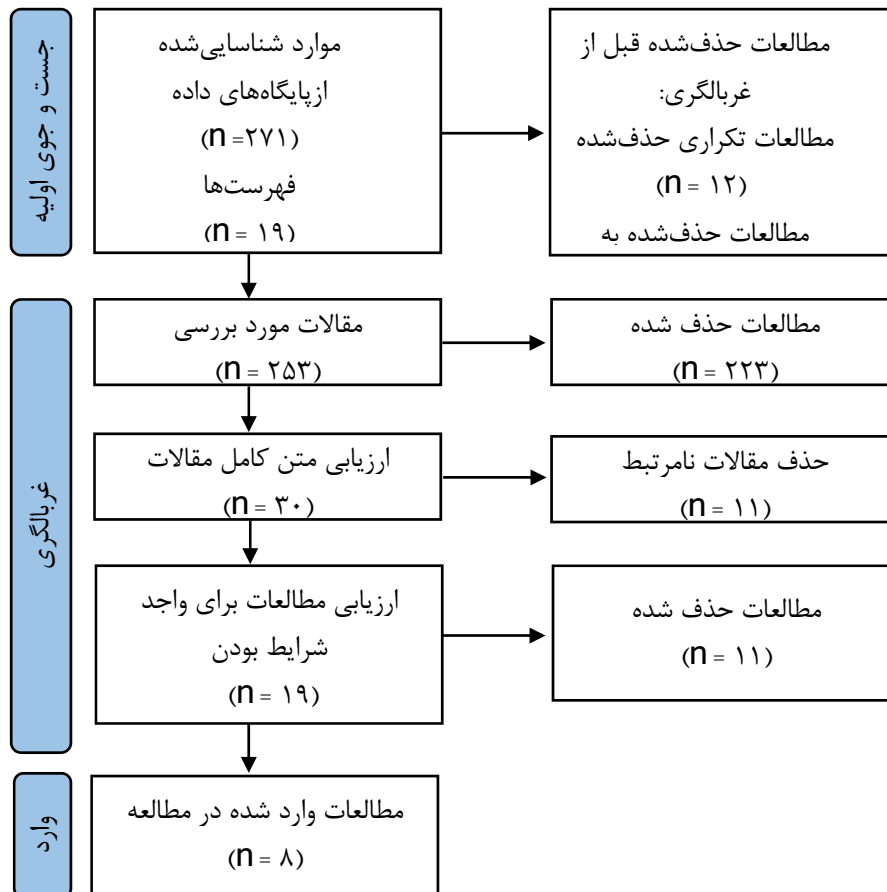 جست و جوی اولیه
موارد شناسایی‌شده
ازپایگاه‌های داده
(n =۲۷۱)
فهرست‌ها
(n = ۱۹)
مطالعات حذف‌شده قبل از
غربالگری:
مطالعات تکراری حذف‌شده
(n = ۱۲)
مطالعات حذف‌شده به
غربالگری
مقالات مورد بررسی
(n = ۲۵۳)
مطالعات حذف شده
(n = ۲۲۳)
ارزیابی متن کامل مقالات
(n = ۳۰)
حذف مقالات نامرتبط
(n = ۱۱)
ارزیابی مطالعات برای واجد
شرایط بودن
(n = ۱۹)
مطالعات حذف شده
(n = ۱۱)
وارد
مطالعات وارد شده در مطالعه
(n = ۸)